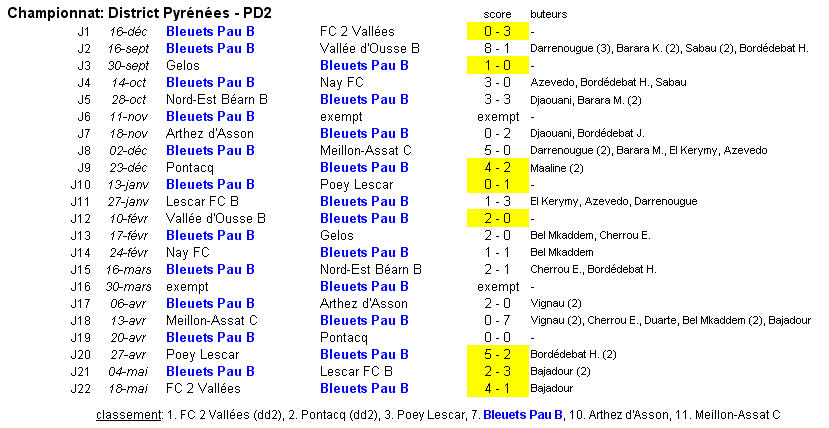 Championnat: District Pyrénées - PD2 score buteurs
J1 16-déc Bleuets Pau B FC 2 Vallées 0 - 3 -
J2 16-sept Bleuets Pau B Vallée d'Ousse B 8 - 1 Darrenougue (3), Barara K. (2), Sabau (2), Bordédebat H.
J3 30-sept Gelos Bleuets Pau B 1 - 0 -
J4 14-oct Bleuets Pau B Nay FC 3 - 0 Azevedo, Bordédebat H., Sabau
J5 28-oct Nord-Est Béarn B Bleuets Pau B 3 - 3 Djaouani, Barara M. (2)
J6 11-nov Bleuets Pau B exempt exempt -
J7 18-nov Arthez d'Asson Bleuets Pau B 0 - 2 Djaouani, Bordédebat J.
J8 02-déc Bleuets Pau B Meillon-Assat C 5 - 0 Darrenougue (2), Barara M., El Kerymy, Azevedo
J9 23-déc Pontacq Bleuets Pau B 4 - 2 Maaline (2)
J10 13-janv Bleuets Pau B Poey Lescar 0 - 1 -
J11 27-janv Lescar FC B Bleuets Pau B 1 - 3 El Kerymy, Azevedo, Darrenougue
J12 10-févr Vallée d'Ousse B Bleuets Pau B 2 - 0 -
J13 17-févr Bleuets Pau B Gelos 2 - 0 Bel Mkaddem, Cherrou E.
J14 24-févr Nay FC Bleuets Pau B 1 - 1 Bel Mkaddem
J15 16-mars Bleuets Pau B Nord-Est Béarn B 2 - 1 Cherrou E., Bordédebat H.
J16 30-mars exempt Bleuets Pau B exempt -
J17 06-avr Bleuets Pau B Arthez d'Asson 2 - 0 Vignau (2)
J18 13-avr Meillon-Assat C Bleuets Pau B 0 - 7 Vignau (2), Cherrou E., Duarte, Bel Mkaddem (2), Bajadour
J19 20-avr Bleuets Pau B Pontacq 0 - 0 -
J20 27-avr Poey Lescar Bleuets Pau B 5 - 2 Bordédebat H. (2)
J21 04-mai Bleuets Pau B Lescar FC B 2 - 3 Bajadour (2)
J22 18-mai FC 2 Vallées Bleuets Pau B 4 - 1 Bajadour
classement: 1. FC 2 Vallées (dd2), 2. Pontacq (dd2), 3. Poey Lescar, 7. Bleuets Pau B, 10. Arthez d'Asson, 11. Meillon-Assat C